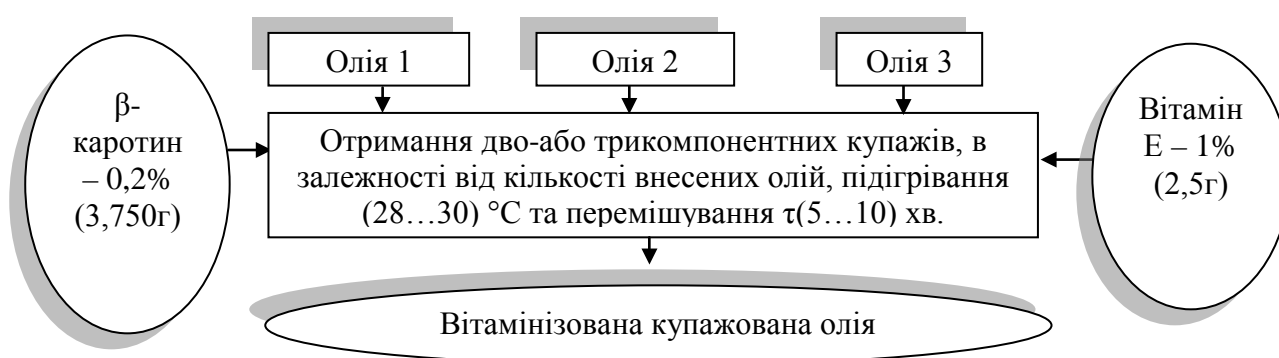 Олія 1
Олія 2
Олія 3
β-
каротин
– 0,2%
(3,750г)
Отримання дво-або трикомпонентних купажів, в
залежності від кількості внесених олій, підігрівання
(28…30) °С та перемішування τ(5…10) хв.
Вітамін
Е – 1%
(2,5г)
Вітамінізована купажована олія